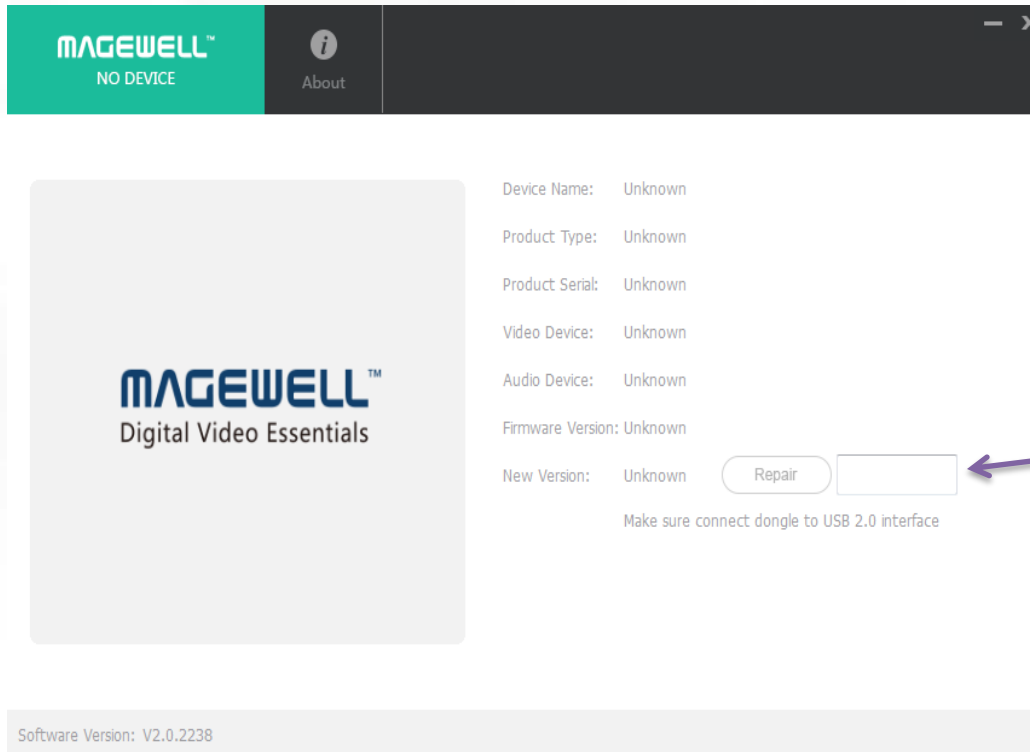 MAGEWELL™
NO DEVICE
About
Device Name: Unknown
Product Type: Unknown
Product Serial: Unknown
Video Device: Unknown
Audio Device: Unknown
Firmware Version: Unknown
New Version: Unknown Repair
Make sure connect dongle to USB 2.0 interface
MAGEWELL™
Digital Video Essentials
Software Version: V2.0.2238